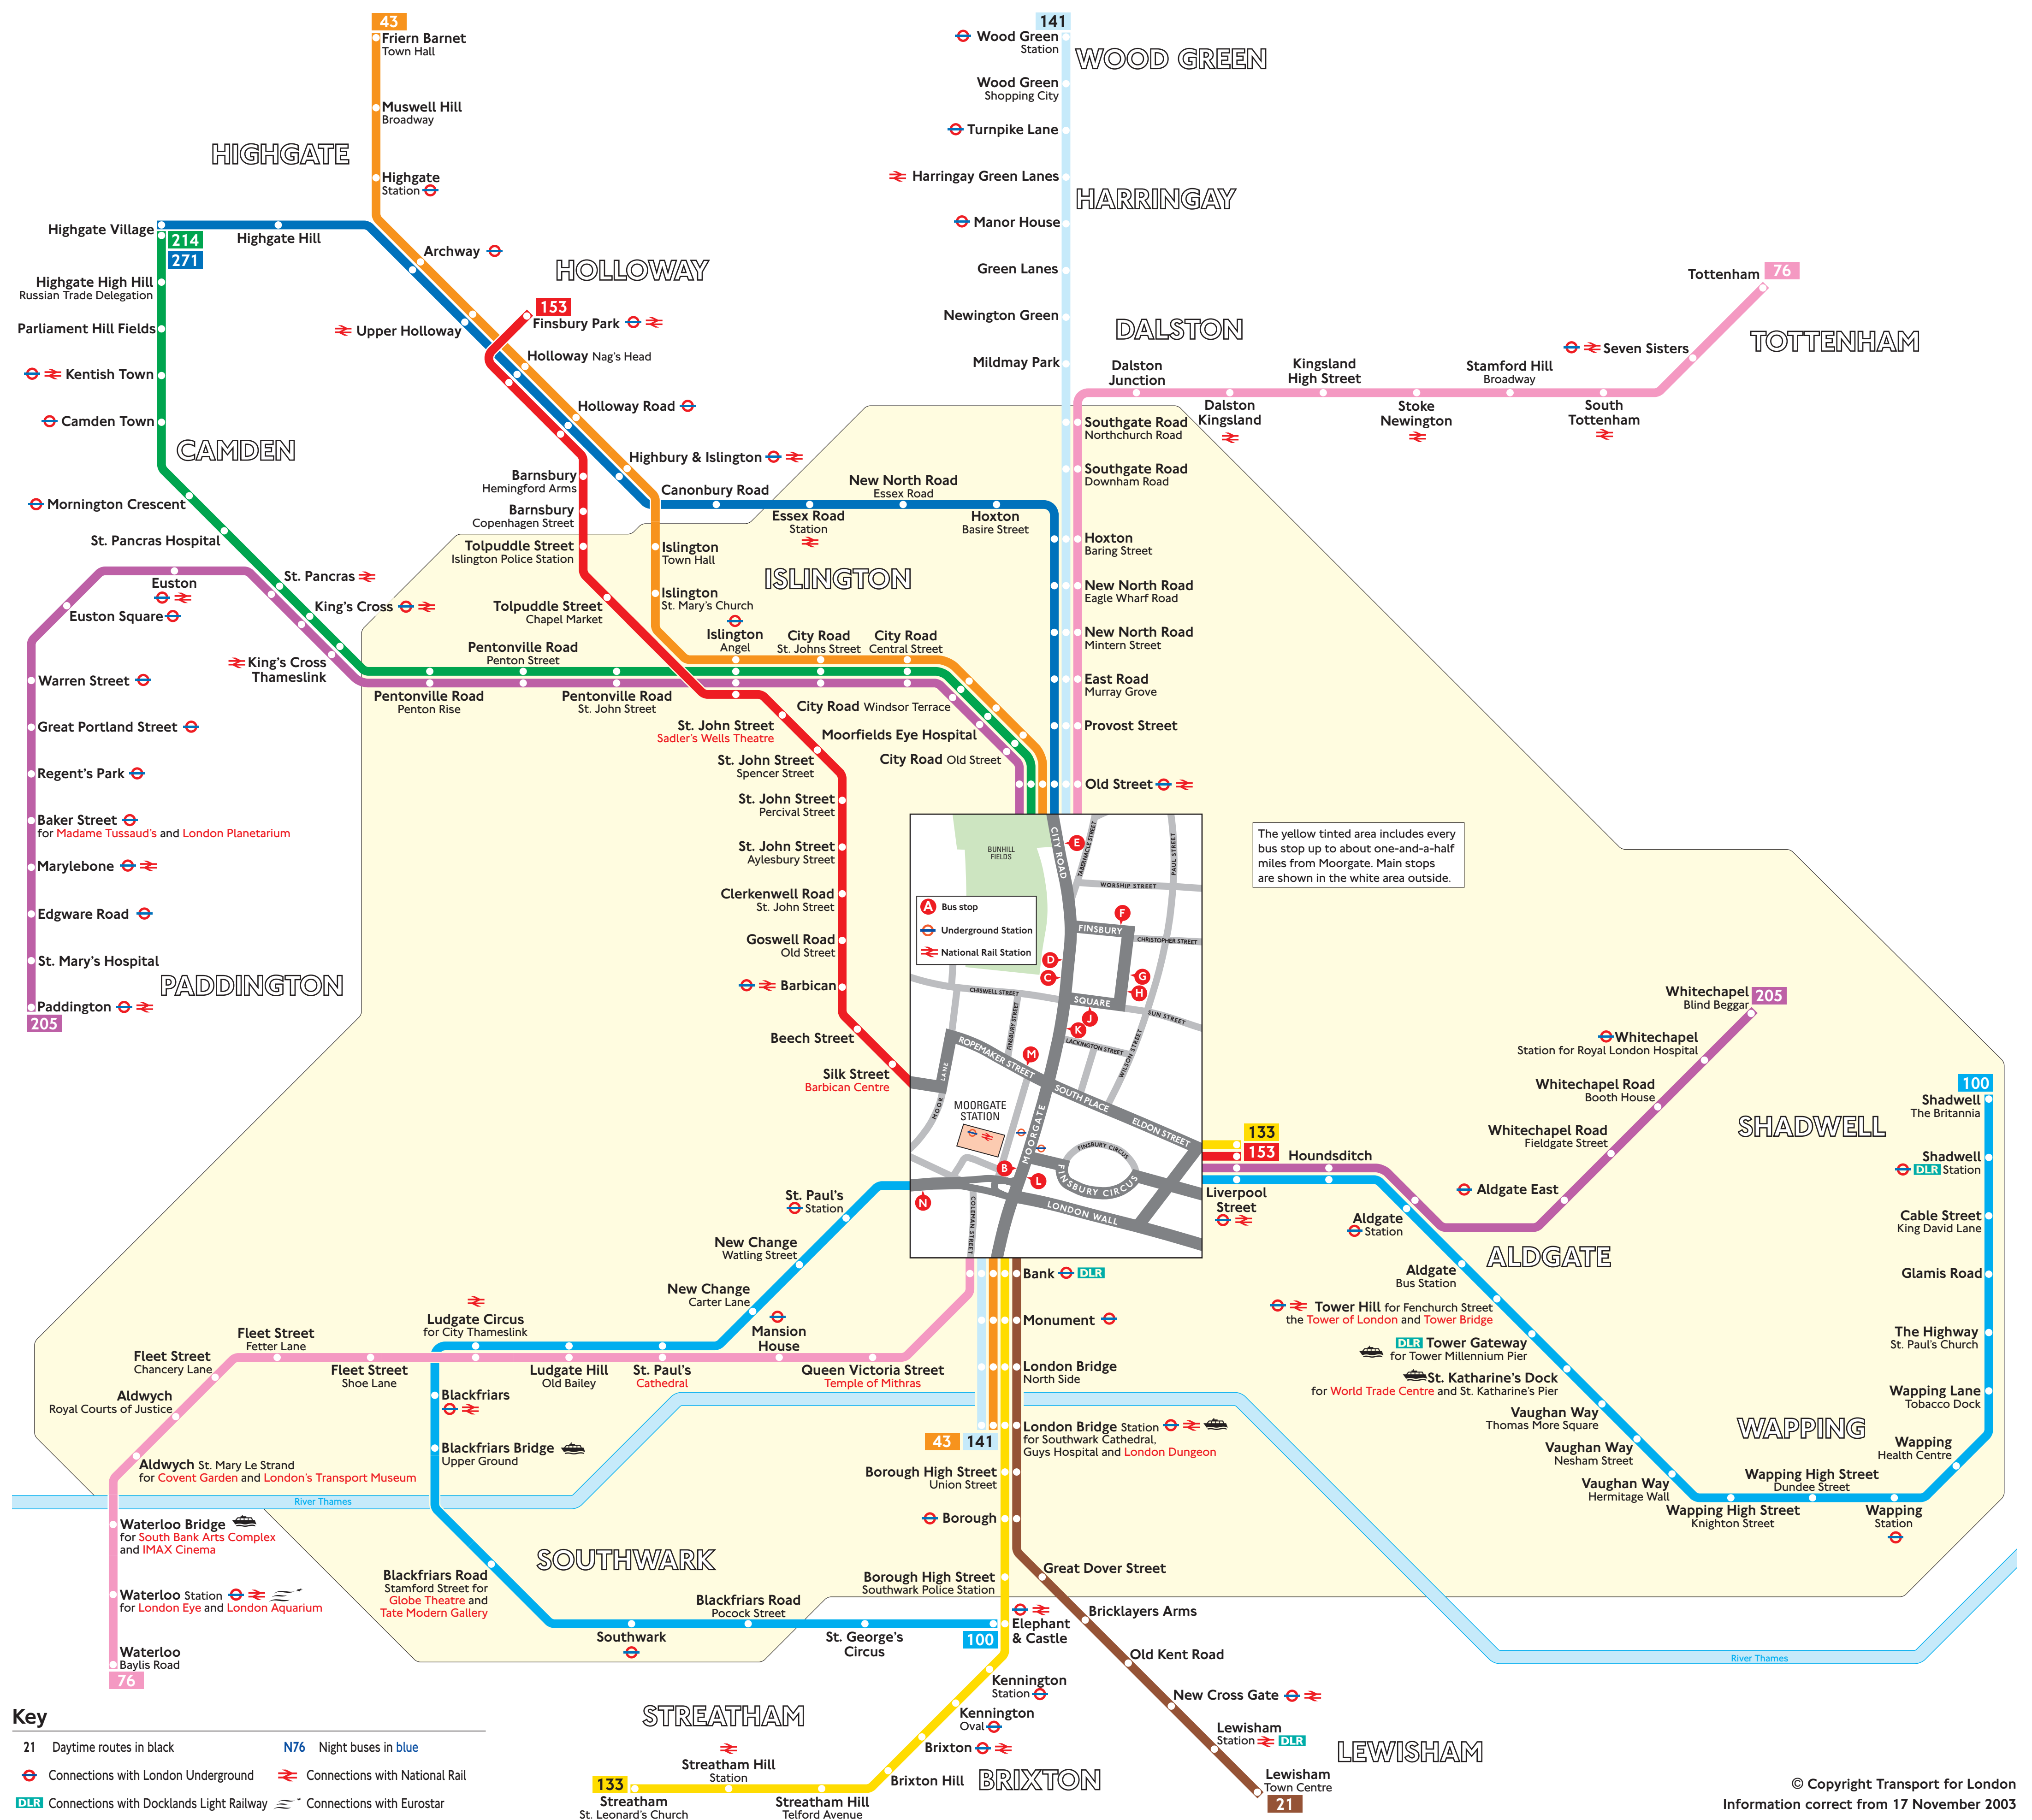 43
Friern Barnet
Town Hall
Muswell Hill
Broadway
HIGHGATE
Highgate
Station
Highgate Village
214
271
Highgate Hill
Archway
Highgate High Hill
Russian Trade Delegation
Parliament Hill Fields
Kentish Town
Camden Town
CAMDEN
Mornington Crescent
St. Pancras Hospital
St. Pancras
King's Cross
Upper Holloway
HOLLOWAY
153
Finsbury Park
Holloway Nag's Head
Holloway Road
Highbury & Islington
Barnsbury
Hemingford Arms
Barnsbury
Copenhagen Street
Tolpuddle Street
Islington Police Station
Tolpuddle Street
Chapel Market
Canonbury Road
Essex Road
Station
New North Road
Essex Road
Hoxton
Basire Street
Islington
Town Hall
ISLINGTON
Islington
St. Mary's Church
Islington
Angel
City Road
St. Johns Street
City Road
Central Street
141
Wood Green
Station
WOOD GREEN
Wood Green
Shopping City
Turnpike Lane
Harringay Green Lanes
HARRINGAY
Manor House
Green Lanes
Newington Green
Mildmay Park
DALSTON
Dalston
Junction
Dalston
Kingsland
Kingsland
High Street
Stoke
Newington
Stamford Hill
Broadway
South
Tottenham
Seven Sisters
Tottenham
76
TOTTENHAM
Southgate Road
Northchurch Road
Southgate Road
Downham Road
Hoxton
Baring Street
New North Road
Eagle Wharf Road
New North Road
Mintern Street
East Road
Murray Grove
Provost Street
Old Street
Euston
Euston Square
King's Cross
Thameslink
Warren Street
Great Portland Street
Regent's Park
Baker Street
for Madame Tussaud's and London Planetarium
Marylebone
Edgware Road
St. Mary's Hospital
PADDINGTON
Paddington
205
Pentonville Road
Penton Street
Pentonville Road
Penton Rise
Pentonville Road
St. John Street
City Road Windsor Terrace
Moorfields Eye Hospital
City Road Old Street
St. John Street
Sadler's Wells Theatre
St. John Street
Spencer Street
St. John Street
Percival Street
St. John Street
Aylesbury Street
Clerkenwell Road
St. John Street
Goswell Road
Old Street
Barbican
Beech Street
Silk Street
Barbican Centre
The yellow tinted area includes every
bus stop up to about one-and-a-half
miles from Moorgate. Main stops
are shown in the white area outside.
BUNHILL
FIELDS
CITY ROAD
E
TABERNACLE STREET
PAUL STREET
WORSHIP STREET
A Bus stop
Underground Station
National Rail Station
F
FINSBURY
CHRISTOPHER STREET
D
C
G
H
CHISWELL STREET
SQUARE
SUN STREET
J
K
FINSBURY STREET
LACKINGTON STREET
WILSON STREET
M
ROPEMAKER STREET
SOUTH PLACE
ELDON STREET
MOOR
LANE
MOORGATE
STATION
MOORGATE
FINSBURY CIRCUS
FINSBURY CIRCUS
B
L
N
COLEMAN STREET
LONDON WALL
133
153
Liverpool
Street
Houndsditch
Aldgate
Station
Aldgate East
Whitechapel Road
Fieldgate Street
Whitechapel Road
Booth House
Whitechapel
Station for Royal London Hospital
Whitechapel
Blind Beggar
205
ALDGATE
Aldgate
Bus Station
Tower Hill for Fenchurch Street
the Tower of London and Tower Bridge
DLR Tower Gateway
for Tower Millennium Pier
St. Katharine's Dock
for World Trade Centre and St. Katharine's Pier
Vaughan Way
Thomas More Square
Vaughan Way
Nesham Street
Vaughan Way
Hermitage Wall
Wapping High Street
Knighton Street
Wapping High Street
Dundee Street
Wapping
Station
WAPPING
Wapping
Health Centre
Wapping Lane
Tobacco Dock
The Highway
St. Paul's Church
Glamis Road
Cable Street
King David Lane
Shadwell
DLR Station
SHADWELL
Shadwell
The Britannia
100
St. Paul's
Station
New Change
Watling Street
New Change
Carter Lane
Mansion
House
Ludgate Circus
for City Thameslink
Ludgate Hill
Old Bailey
St. Paul's
Cathedral
Queen Victoria Street
Temple of Mithras
Fleet Street
Fetter Lane
Fleet Street
Shoe Lane
Fleet Street
Chancery Lane
Aldwych
Royal Courts of Justice
Aldwych St. Mary Le Strand
for Covent Garden and London's Transport Museum
River Thames
Waterloo Bridge
for South Bank Arts Complex
and IMAX Cinema
Waterloo Station
for London Eye and London Aquarium
Waterloo
Baylis Road
76
Blackfriars
Blackfriars Bridge
Upper Ground
SOUTHWARK
Blackfriars Road
Stamford Street for
Globe Theatre and
Tate Modern Gallery
Southwark
Blackfriars Road
Pocock Street
St. George's
Circus
100
Elephant
& Castle
Bank DLR
Monument
London Bridge
North Side
London Bridge Station
for Southwark Cathedral,
Guys Hospital and London Dungeon
43
141
Borough High Street
Union Street
Borough
Borough High Street
Southwark Police Station
Great Dover Street
Bricklayers Arms
Old Kent Road
New Cross Gate
Lewisham
Station DLR
LEWISHAM
Lewisham
Town Centre
21
Kennington
Station
Kennington
Oval
Brixton
Brixton Hill
BRIXTON
STREATHAM
Streatham Hill
Station
Streatham Hill
Telford Avenue
133
Streatham
St. Leonard's Church
River Thames
Key
21 Daytime routes in black
N76 Night buses in blue
Connections with London Underground
Connections with National Rail
DLR Connections with Docklands Light Railway
Connections with Eurostar
© Copyright Transport for London
Information correct from 17 November 2003